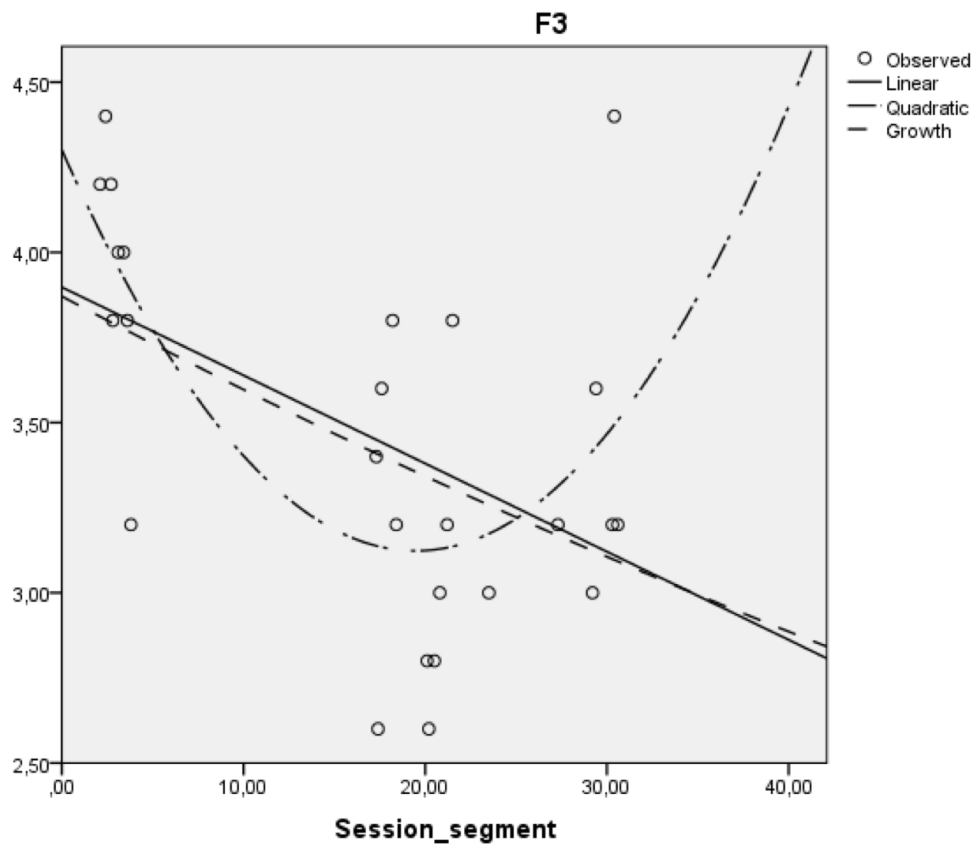 F3
4,50
4,00
3,50
3,00
2,50
,00
10,00
20,00
30,00
40,00
Session_segment
Observed
Linear
Quadratic
Growth